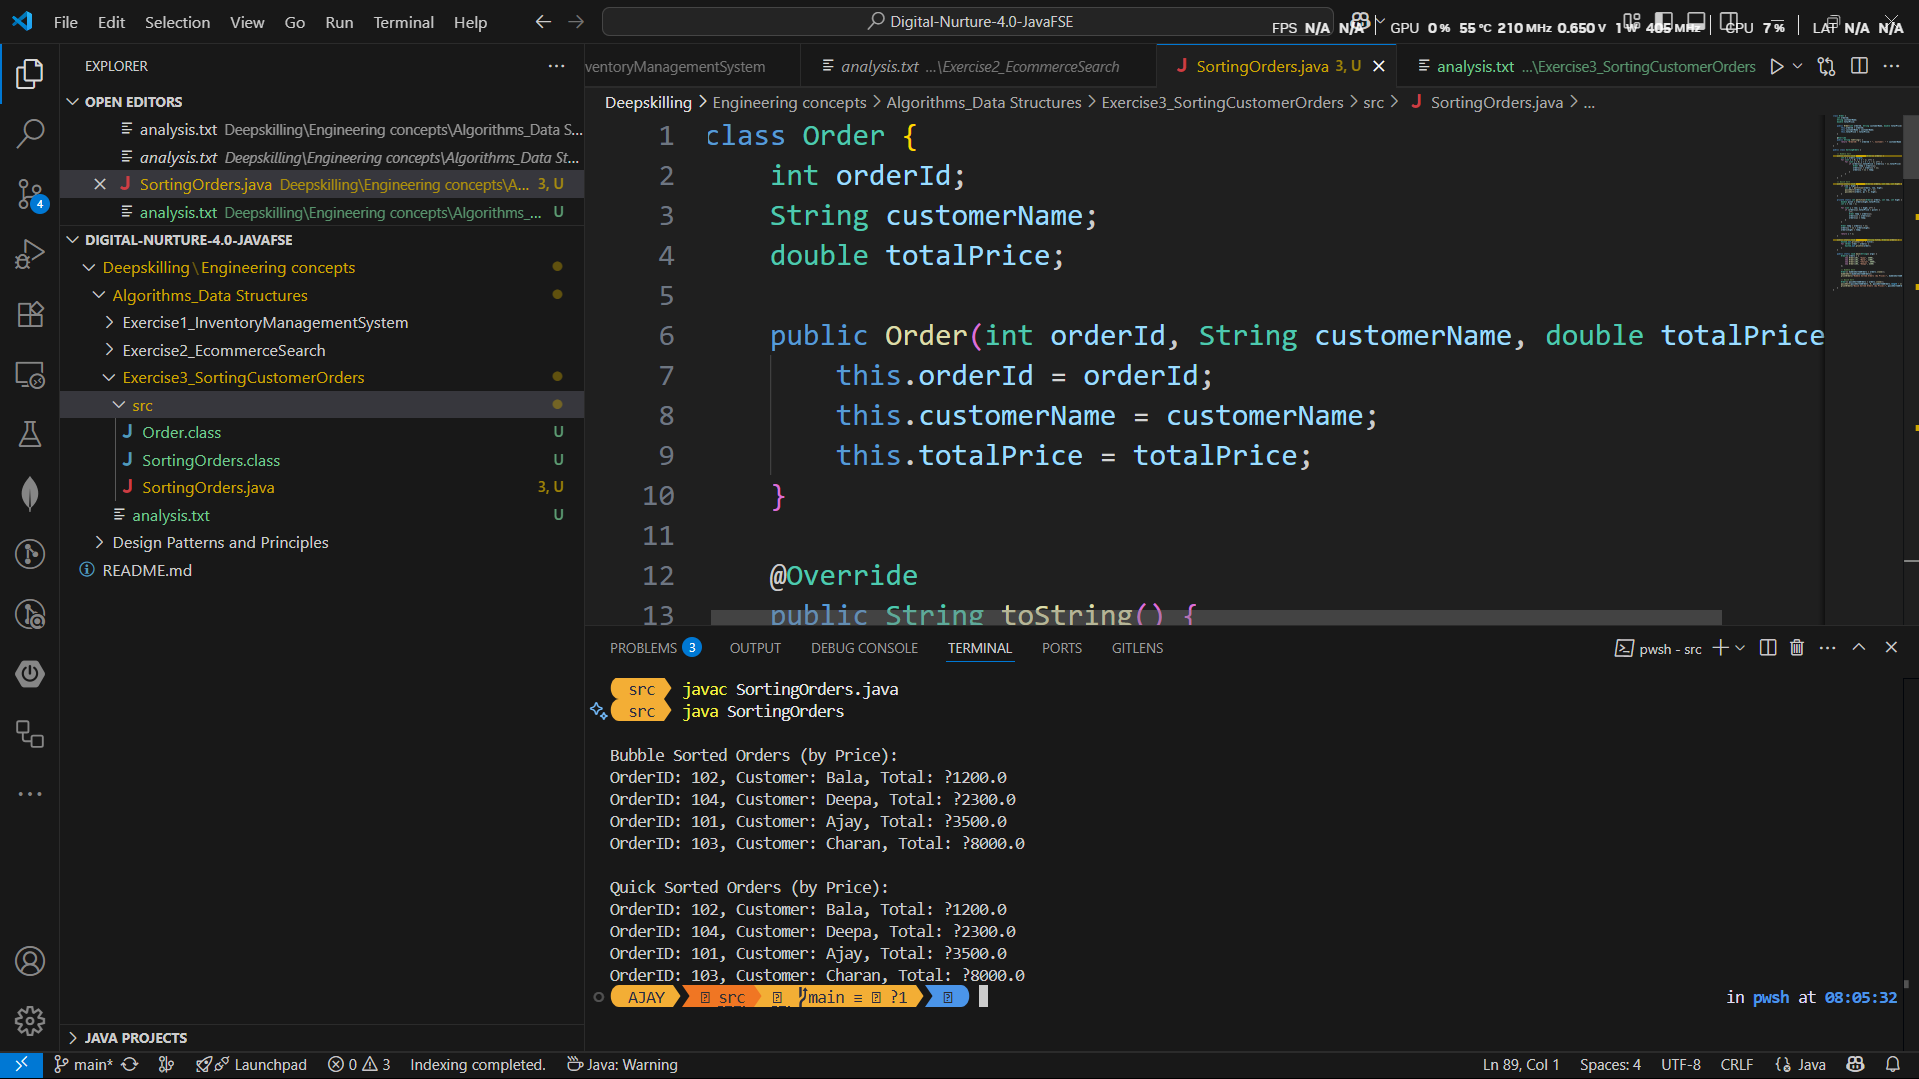 File Edit Selection View Go Run Terminal Help
Digital-Nurture-4.0-JavaFSE
FPS N/A N/A GPU 0 % 55 °C 210 MHz 0.650 V 1 W 405 MHz CPU 7 % LAT N/A N/A
EXPLORER
OPEN EDITORS
analysis.txt Deepskilling\Engineering concepts\Algorithms_Data S...
analysis.txt Deepskilling\Engineering concepts\Algorithms_Data St...
SortingOrders.java Deepskilling\Engineering concepts\A... 3, U
analysis.txt Deepskilling\Engineering concepts\Algorithms_... U
DIGITAL-NURTURE-4.0-JAVAFSE
Deepskilling\Engineering concepts
Algorithms_Data Structures
Exercise1_InventoryManagementSystem
Exercise2_EcommerceSearch
Exercise3_SortingCustomerOrders
src
J Order.class U
J SortingOrders.class U
J SortingOrders.java 3, U
analysis.txt U
Design Patterns and Principles
README.md
JAVA PROJECTS
4
ventoryManagementSystem
analysis.txt ...\Exercise2_EcommerceSearch
J SortingOrders.java 3, U
analysis.txt ...\Exercise3_SortingCustomerOrders
Deepskilling > Engineering concepts > Algorithms_Data Structures > Exercise3_SortingCustomerOrders > src > J SortingOrders.java > ...
1 class Order {
2 int orderId;
3 String customerName;
4 double totalPrice;
5
6 public Order(int orderId, String customerName, double totalPrice
7 this.orderId = orderId;
8 this.customerName = customerName;
9 this.totalPrice = totalPrice;
10 }
11
12 @Override
13 public String toString() {
PROBLEMS 3 OUTPUT DEBUG CONSOLE TERMINAL PORTS GITLENS
pwsh - src
src javac SortingOrders.java
src java SortingOrders
Bubble Sorted Orders (by Price):
OrderID: 102, Customer: Bala, Total: ?1200.0
OrderID: 104, Customer: Deepa, Total: ?2300.0
OrderID: 101, Customer: Ajay, Total: ?3500.0
OrderID: 103, Customer: Charan, Total: ?8000.0
Quick Sorted Orders (by Price):
OrderID: 102, Customer: Bala, Total: ?1200.0
OrderID: 104, Customer: Deepa, Total: ?2300.0
OrderID: 101, Customer: Ajay, Total: ?3500.0
OrderID: 103, Customer: Charan, Total: ?8000.0
AJAY src main ≡ ?1
in pwsh at 08:05:32
main* Launchpad 0 3 Indexing completed. Java: Warning
Ln 89, Col 1 Spaces: 4 UTF-8 CRLF {} Java